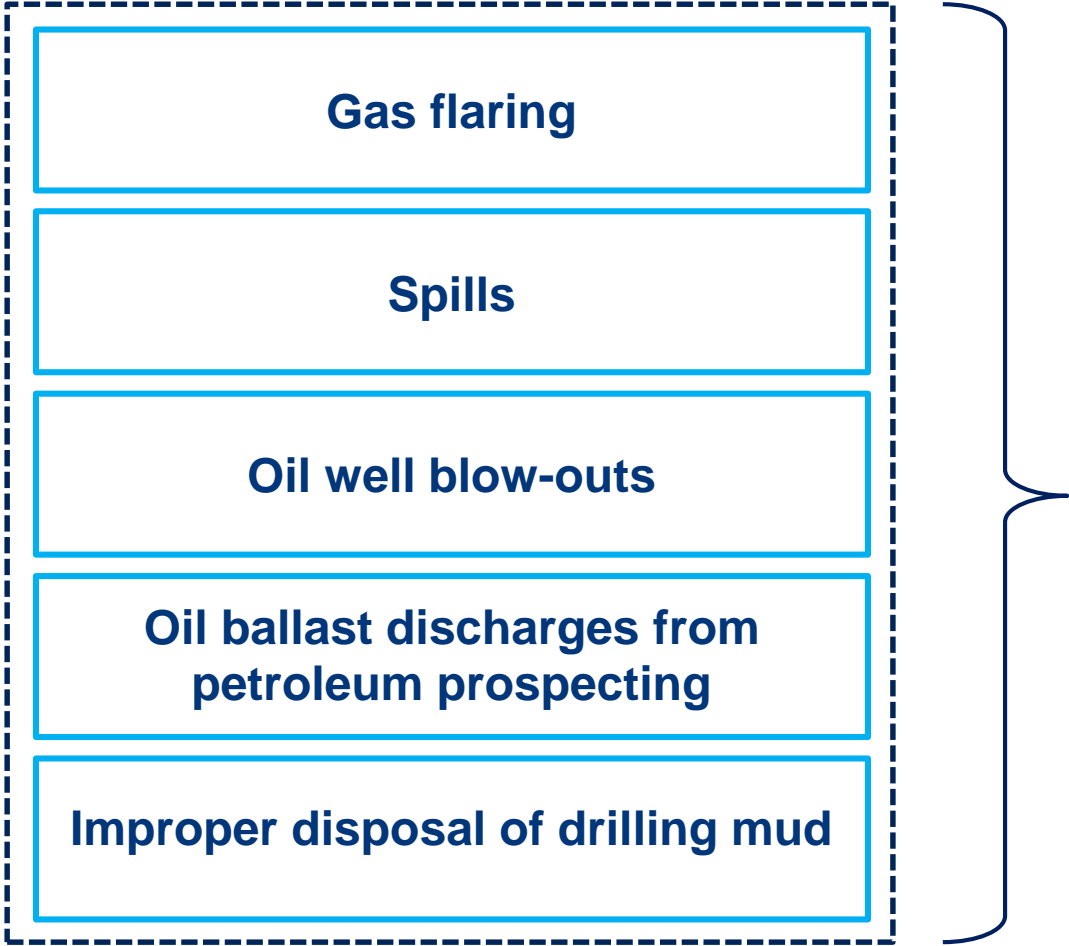 Gas flaring
Spills
Oil well blow-outs
Oil ballast discharges from
petroleum prospecting
Improper disposal of drilling mud